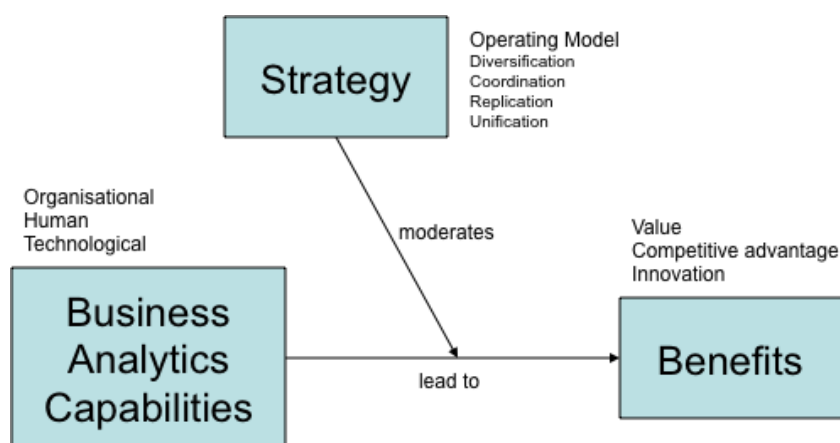 Strategy
Operating Model
Diversification
Coordination
Replication
Unification
Organisational
Human
Technological
moderates
Value
Competitive advantage
Innovation
Business
Analytics
Capabilities
lead to
Benefits